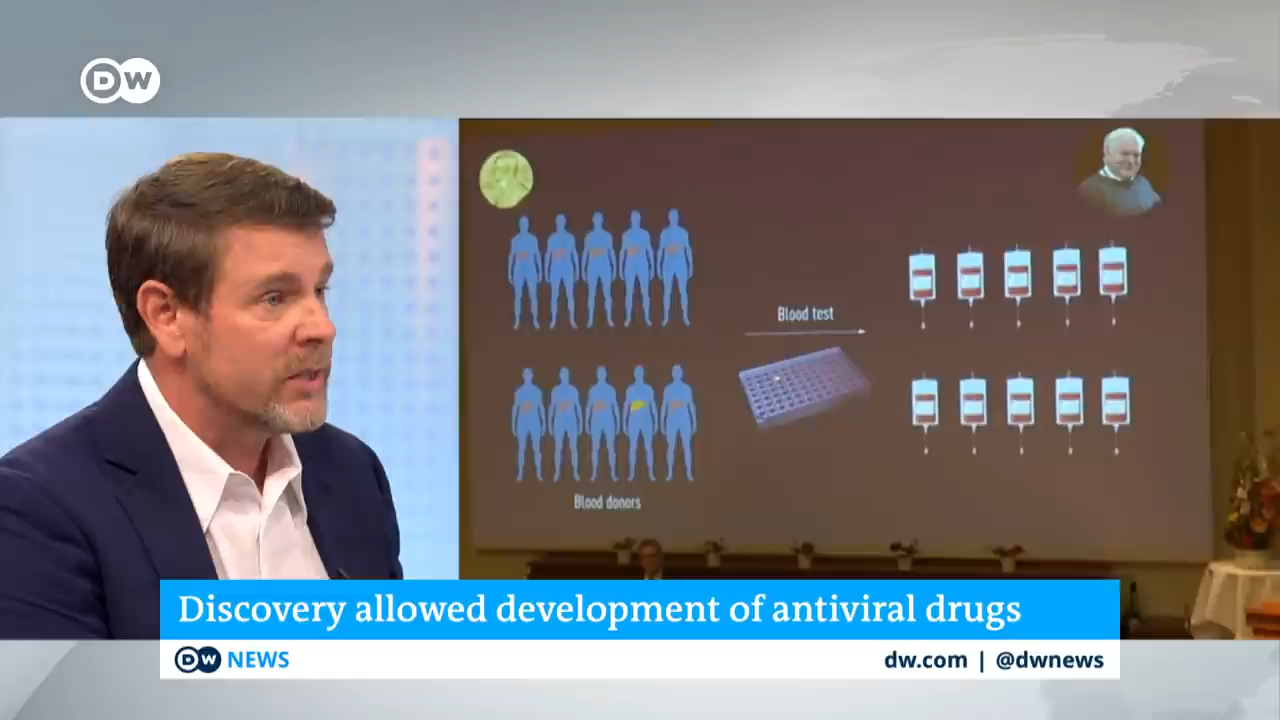 DW
Blood test
Blood donors
Discovery allowed development of antiviral drugs
DW NEWS
dw.com | @dwnews